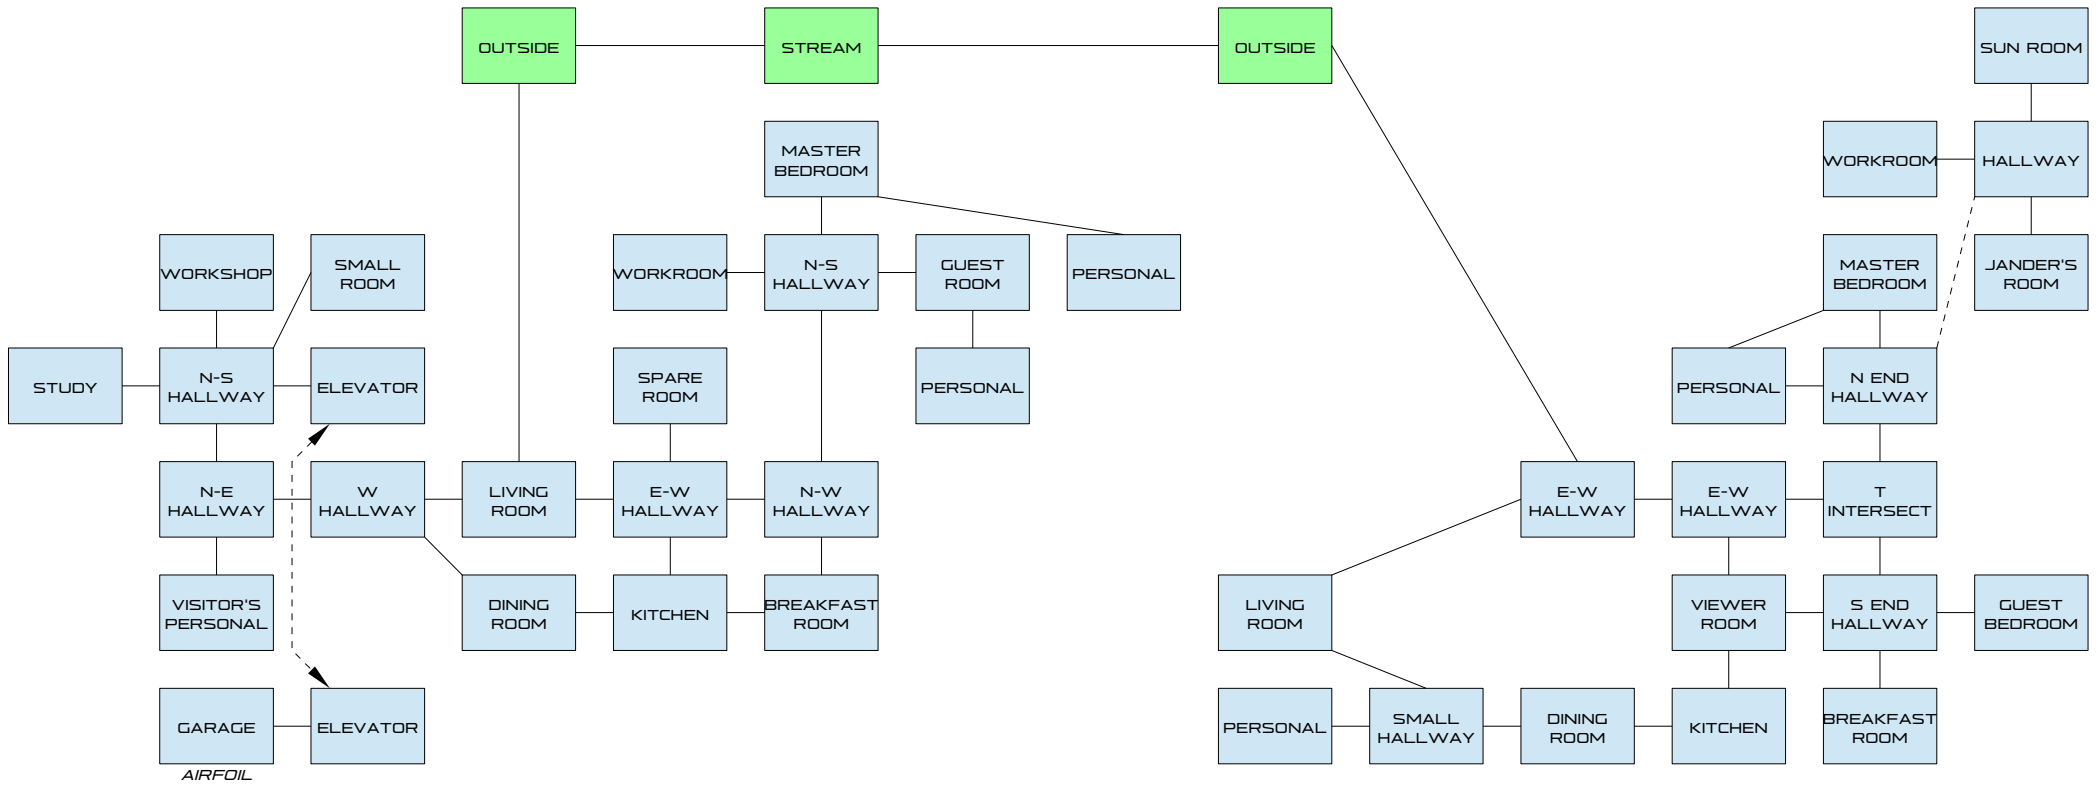 OUTSIDE
STREAM
OUTSIDE
SUN ROOM
MASTER
BEDROOM
WORKROOM
HALLWAY
WORKSHOP
SMALL
ROOM
WORKROOM
N-S
HALLWAY
GUEST
ROOM
PERSONAL
MASTER
BEDROOM
JANDER'S
ROOM
STUDY
N-S
HALLWAY
ELEVATOR
SPARE
ROOM
PERSONAL
PERSONAL
N END
HALLWAY
N-E
HALLWAY
W
HALLWAY
LIVING
ROOM
E-W
HALLWAY
N-W
HALLWAY
E-W
HALLWAY
E-W
HALLWAY
T
INTERSECT
VISITOR'S
PERSONAL
DINING
ROOM
KITCHEN
BREAKFAST
ROOM
LIVING
ROOM
VIEWER
ROOM
S END
HALLWAY
GUEST
BEDROOM
GARAGE
ELEVATOR
PERSONAL
SMALL
HALLWAY
DINING
ROOM
KITCHEN
BREAKFAST
ROOM
AIRFOIL